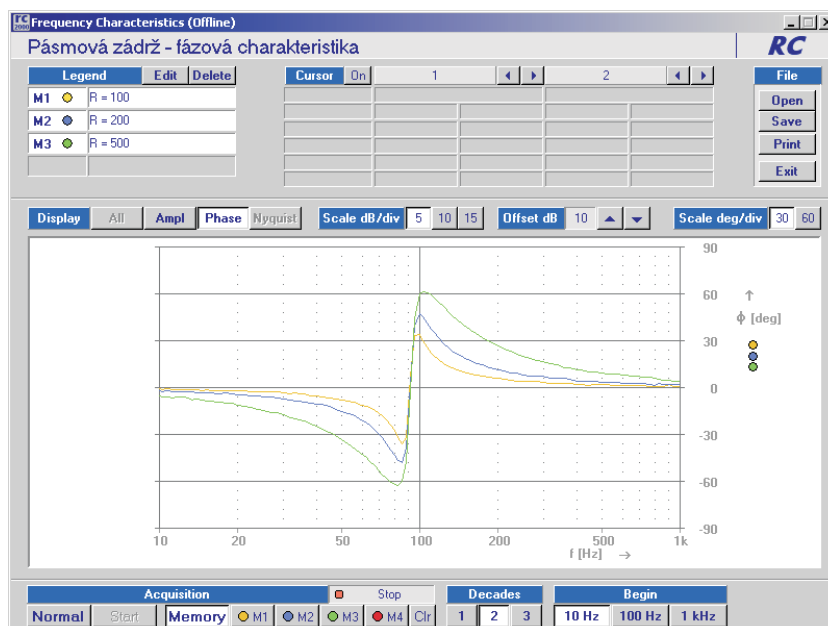 rc 2000 Frequency Characteristics (Offline)
Pásmová zádrž - fázová charakteristika RC
Legend Edit Delete Cursor On 1 2 File
M1 R = 100
M2 R = 200
M3 R = 500
Open
Save
Print
Exit
Display All Ampl Phase Nyquist Scale dB/div 5 10 15 Offset dB 10 Scale deg/div 30 60
90
60
↑
ϕ [deg]
30
0
-30
-60
-90
10 20 50 100 200 500 1k
f [Hz] →
Acquisition Stop Decades Begin
Normal Start Memory M1 M2 M3 M4 Clr 1 2 3 10 Hz 100 Hz 1 kHz